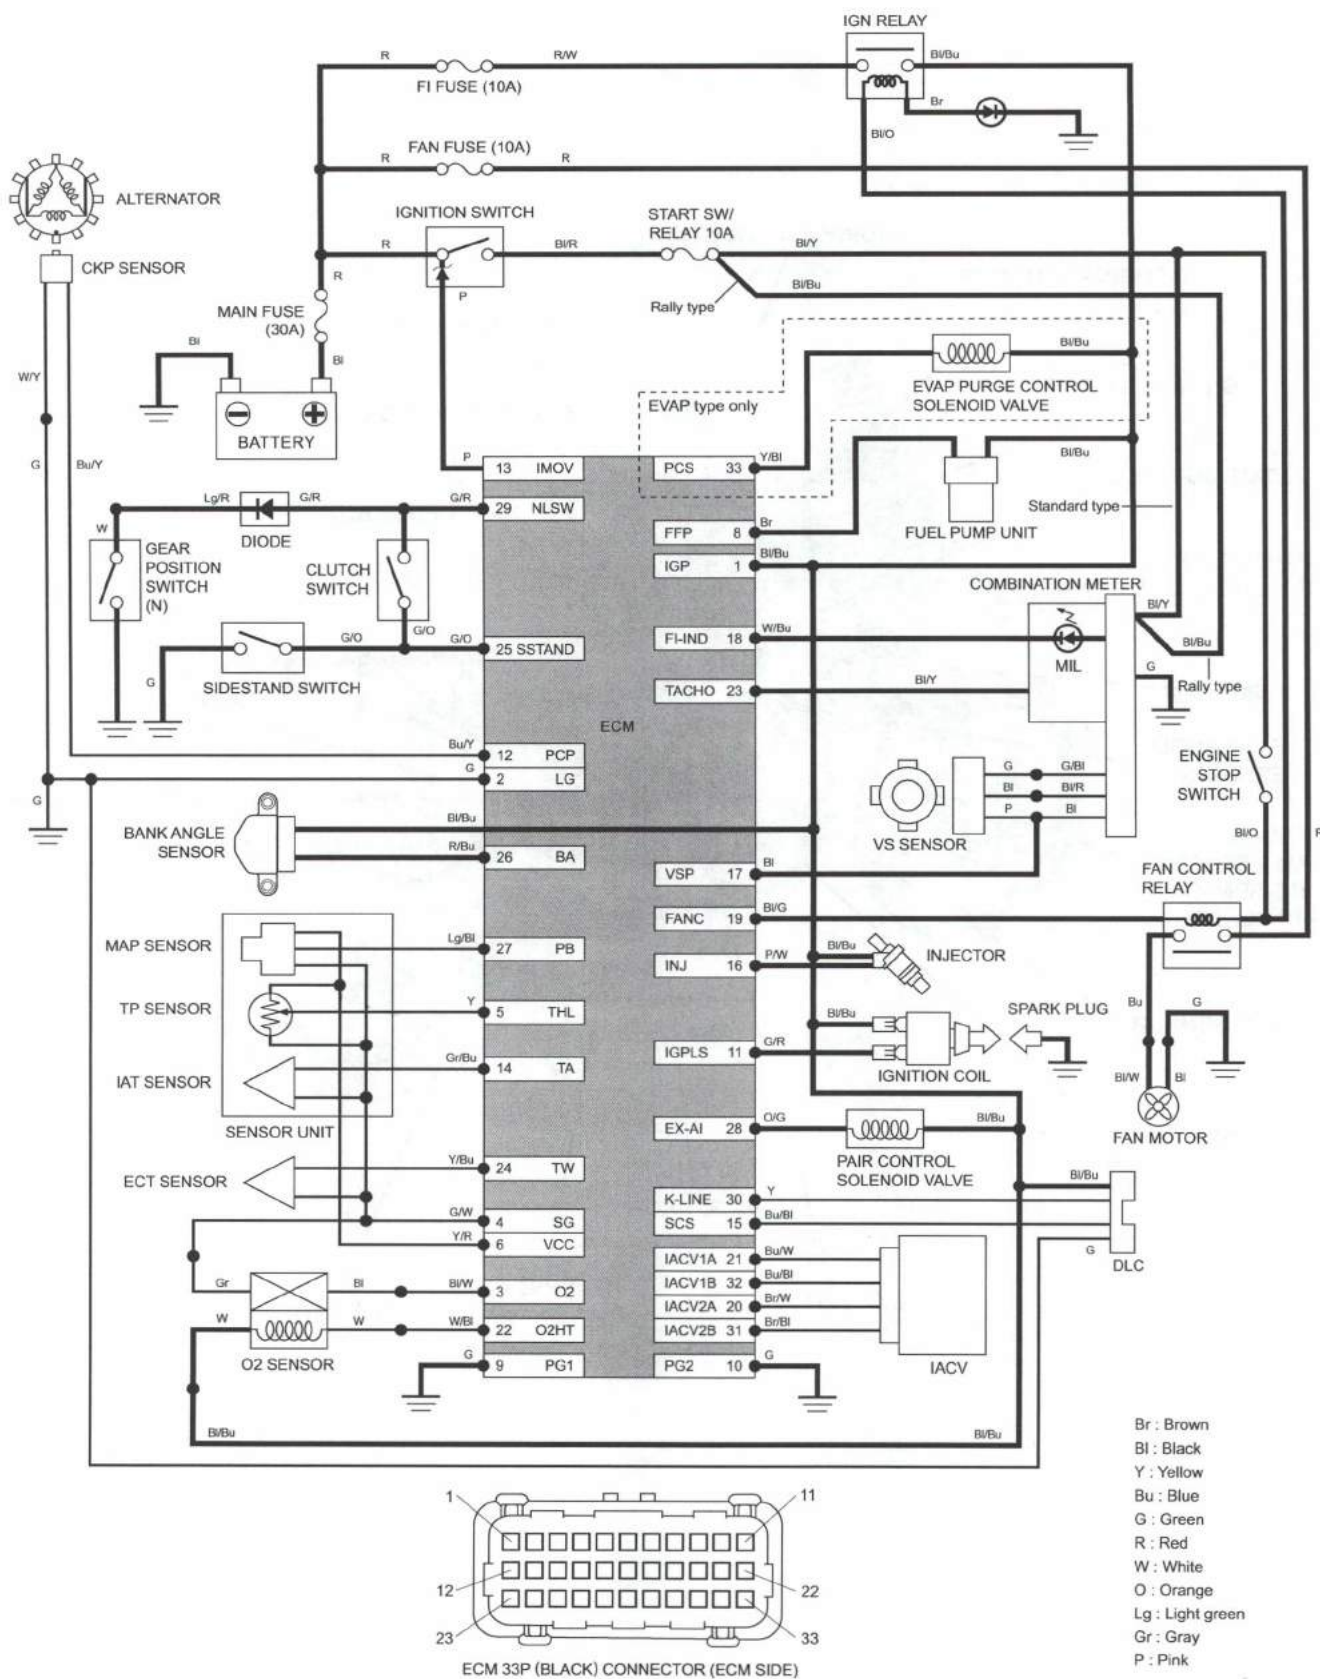 IGN RELAY
R
R/W
Bl/Bu
FI FUSE (10A)
Br
Bl/O
FAN FUSE (10A)
R
R
ALTERNATOR
IGNITION SWITCH
START SW/
RELAY 10A
R
Bl/R
Bl/Y
CKP SENSOR
R
P
Bl/Bu
Rally type
MAIN FUSE
(30A)
Bl
Bl
Bl/Bu
W/Y
EVAP PURGE CONTROL
SOLENOID VALVE
EVAP type only
BATTERY
G
Bu/Y
P
13 IMOV
PCS 33
Y/Bl
Bl/Bu
Lg/R
G/R
G/R
29 NLSW
Standard type
W
DIODE
FFP 8
Br
FUEL PUMP UNIT
GEAR
POSITION
SWITCH
(N)
CLUTCH
SWITCH
IGP 1
Bl/Bu
COMBINATION METER
Bl/Y
G/O
G/O
G/O
25 SSTAND
FI-IND 18
W/Bu
Bl/Bu
MIL
G
G
SIDESTAND SWITCH
TACHO 23
Bl/Y
Rally type
ECM
Bu/Y
12 PCP
G
2 LG
G
G/Bl
Bl
Bl/R
P
Bl
ENGINE
STOP
SWITCH
G
BANK ANGLE
SENSOR
Bl/Bu
R/Bu
26 BA
VS SENSOR
Bl/O
R
VSP 17
Bl
FAN CONTROL
RELAY
FANC 19
Bl/G
MAP SENSOR
Lg/Bl
27 PB
Bl/Bu
INJ 16
P/W
INJECTOR
TP SENSOR
Y
5 THL
Bl/Bu
SPARK PLUG
Bu
G
IGPLS 11
G/R
IAT SENSOR
Gr/Bu
14 TA
IGNITION COIL
Bl/W
Bl
SENSOR UNIT
EX-AI 28
O/G
Bl/Bu
FAN MOTOR
PAIR CONTROL
SOLENOID VALVE
ECT SENSOR
Y/Bu
24 TW
Bl/Bu
K-LINE 30
Y
G/W
4 SG
SCS 15
Bu/Bl
Y/R
6 VCC
G
DLC
IACV1A 21
Bu/W
Gr
Bl
Bl/W
3 O2
IACV1B 32
Bu/Bl
IACV2A 20
Br/W
W
W
W/Bl
22 O2HT
IACV2B 31
Br/Bl
O2 SENSOR
G
9 PG1
PG2 10
G
IACV
Bl/Bu
Bl/Bu
Br : Brown
Bl : Black
Y : Yellow
Bu : Blue
G : Green
R : Red
W : White
O : Orange
Lg : Light green
Gr : Gray
P : Pink
1
11
12
22
23
33
ECM 33P (BLACK) CONNECTOR (ECM SIDE)